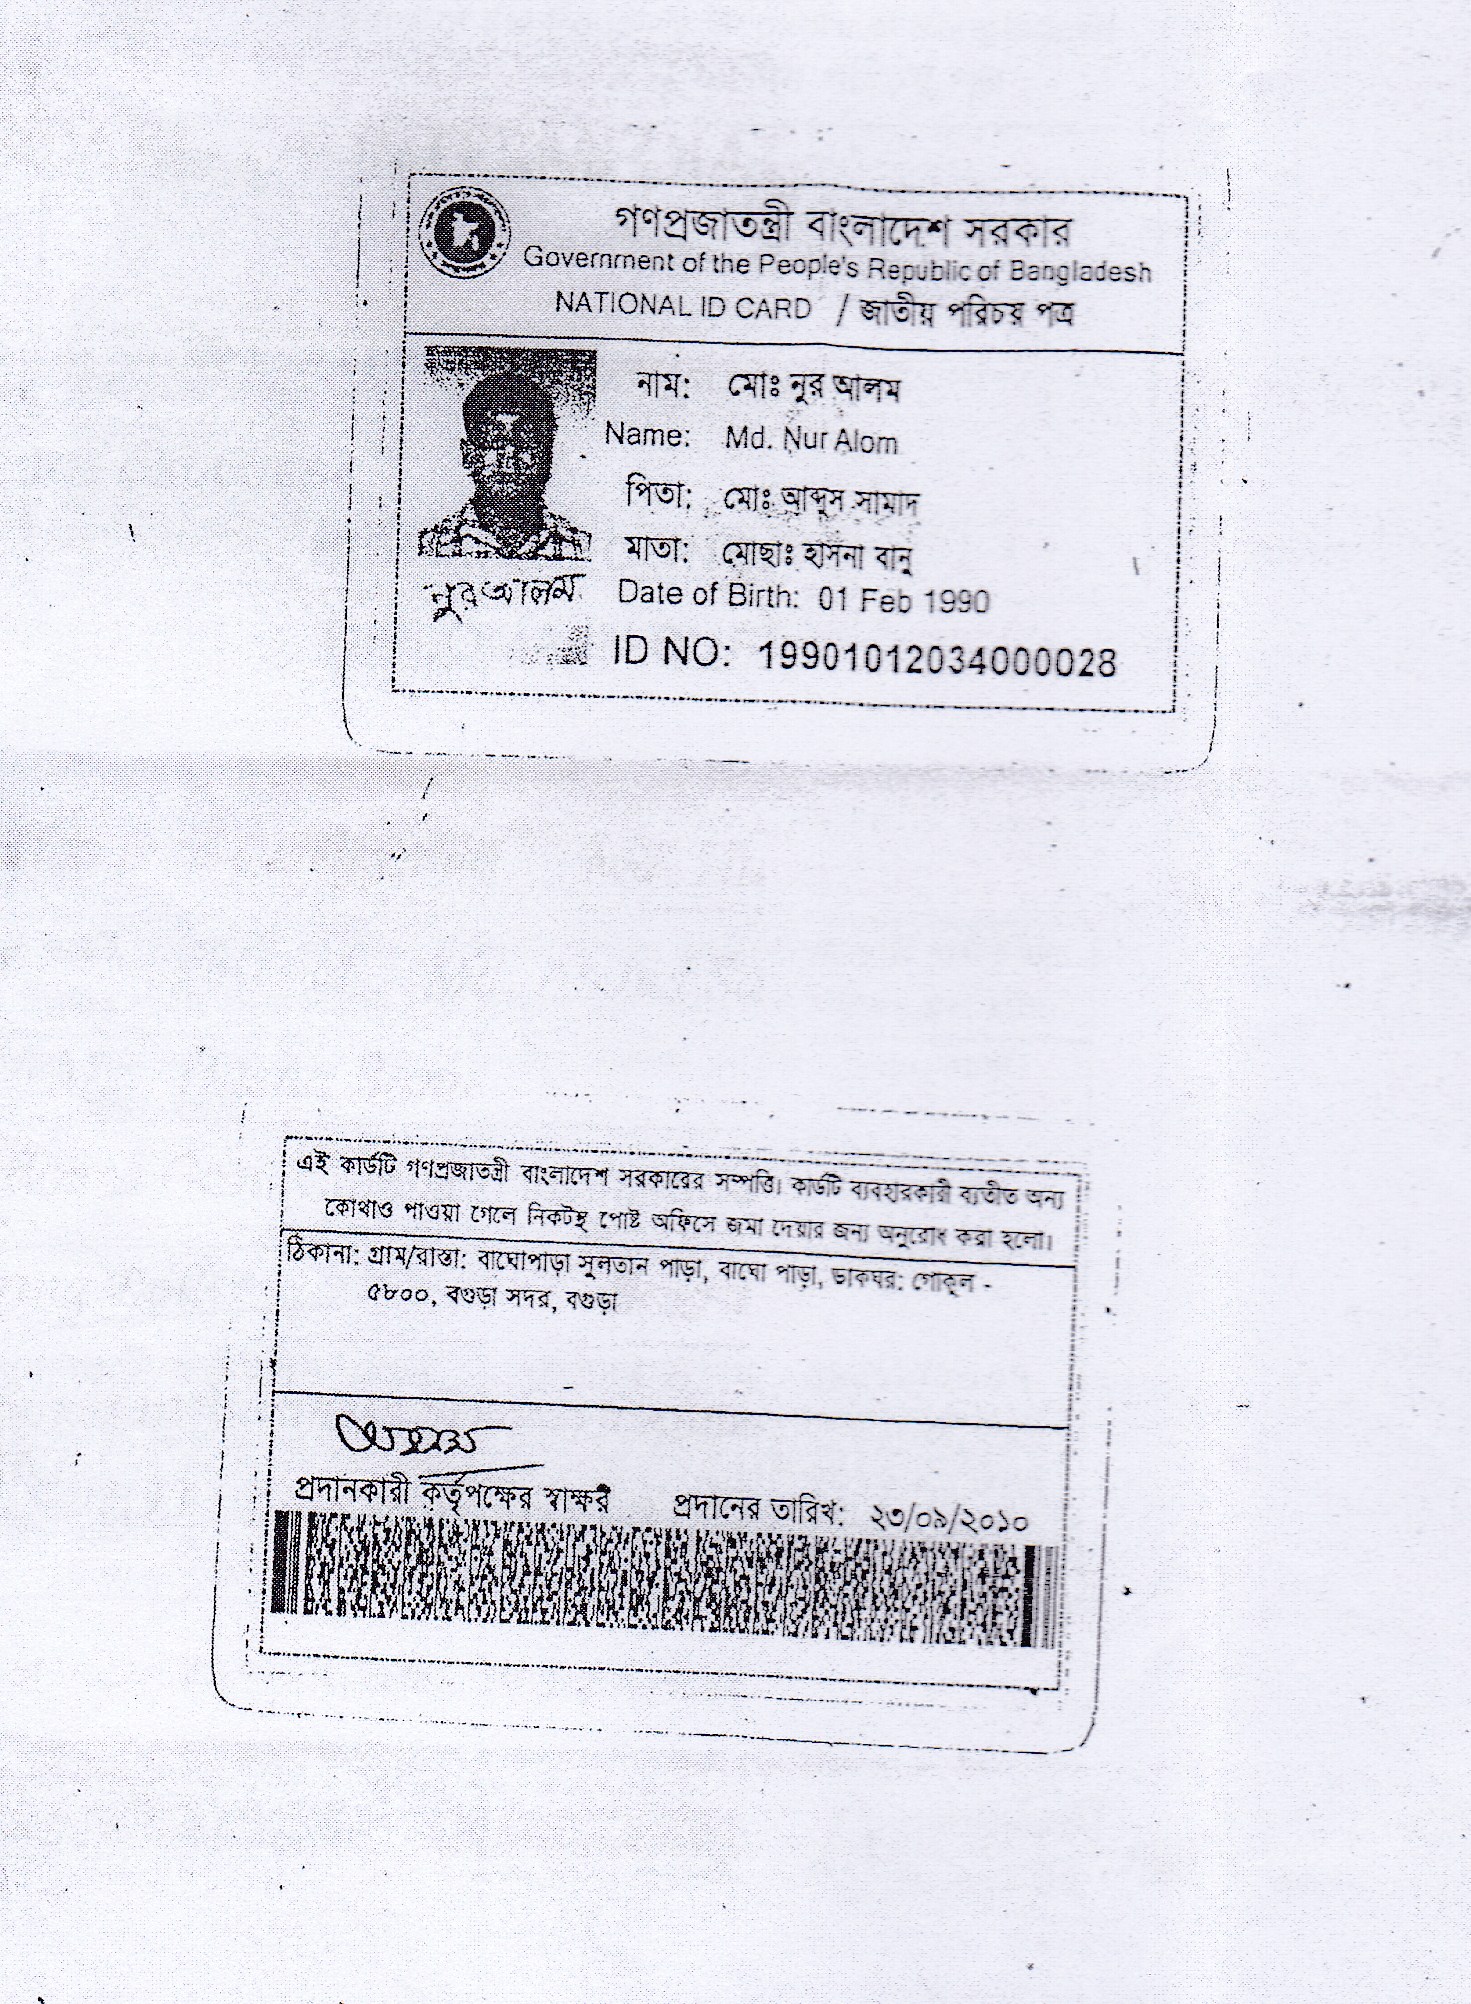 গণপ্রজাতন্ত্রী বাংলাদেশ সরকার
Government of the People's Republic of Bangladesh
NATIONAL ID CARD / জাতীয় পরিচয় পত্র
নাম: মোঃ নুর আলম
Name: Md. Nur Alom
পিতা: মোঃ আব্দুস সামাদ
মাতা: মোছাঃ হাসনা বানু
নুর আলম
Date of Birth: 01 Feb 1990
ID NO: 19901012034000028
এই কার্ডটি গণপ্রজাতন্ত্রী বাংলাদেশ সরকারের সম্পত্তি। কার্ডটি ব্যবহারকারী ব্যতীত অন্য
কোথাও পাওয়া গেলে নিকটস্থ পোষ্ট অফিসে জমা দেয়ার জন্য অনুরোধ করা হলো।
ঠিকানা: গ্রাম/রাস্তা: বাঘোপাড়া সুলতান পাড়া, বাঘো পাড়া, ডাকঘর: গোকূল -
৫৮০০, বগুড়া সদর, বগুড়া
প্রদানকারী কর্তৃপক্ষের স্বাক্ষর প্রদানের তারিখ: ২৩/০৯/২০১০